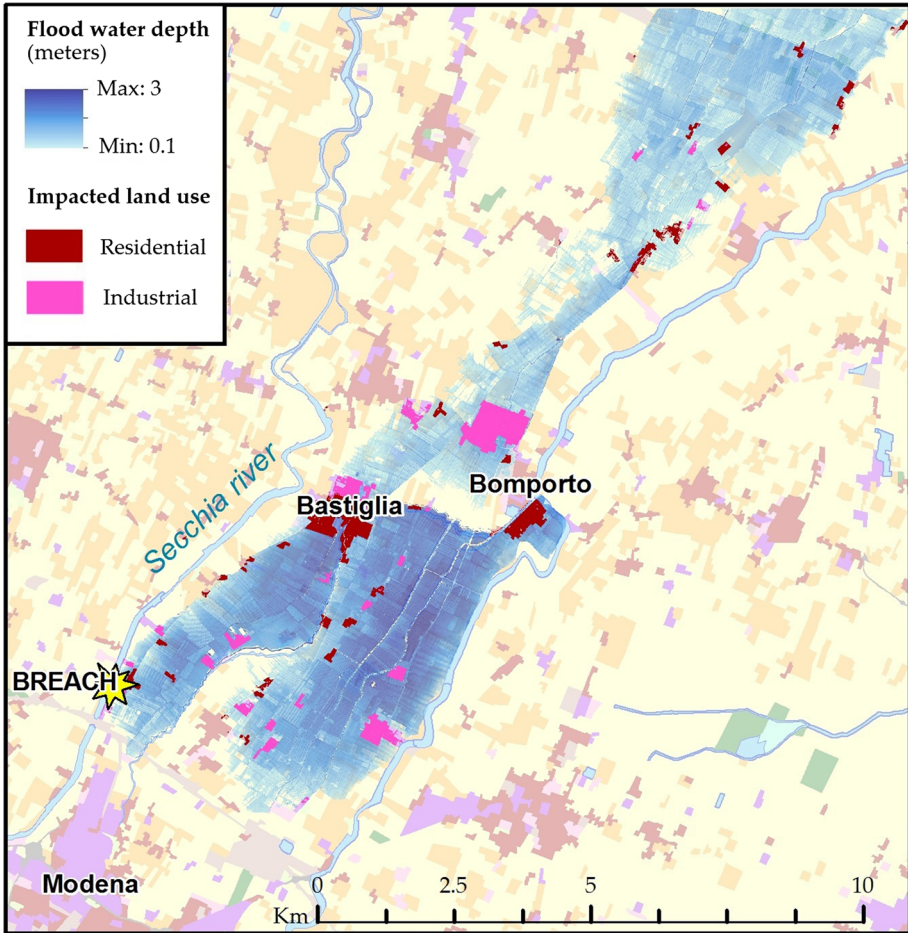 Flood water depth
(meters)
Max: 3
Min: 0.1
Impacted land use
Residential
Industrial
Secchia river
Bastiglia
Bomporto
BREACH
Modena
0 2.5 5 10
Km